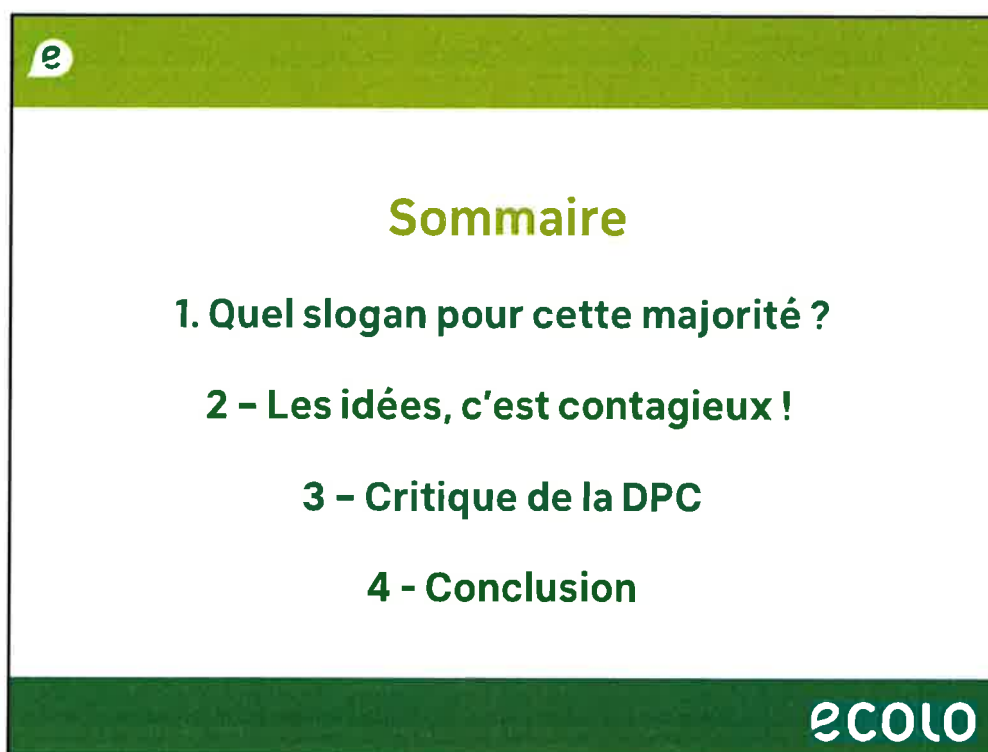 e
Sommaire
1. Quel slogan pour cette majorité ?
2 – Les idées, c'est contagieux !
3 – Critique de la DPC
4 - Conclusion
ecolo